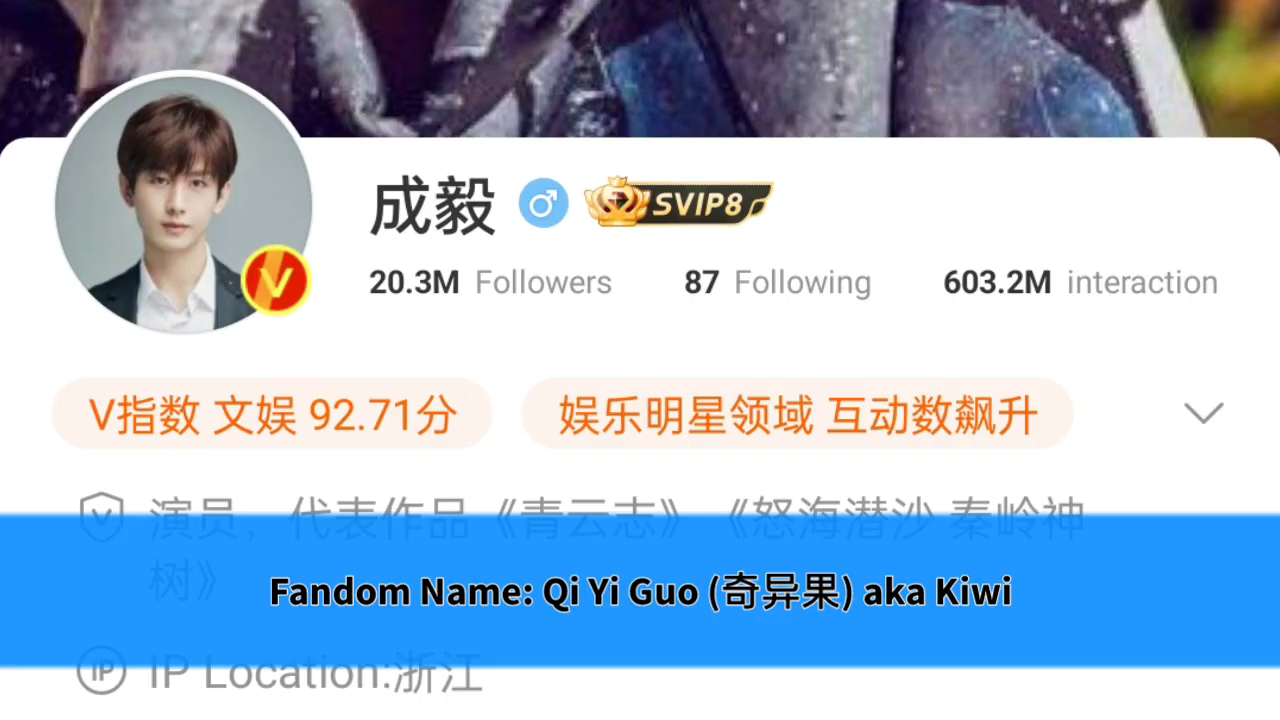 成毅 SVIP8
20.3M Followers 87 Following 603.2M interaction
V指数 文娱 92.71分 娱乐明星领域 互动数飙升
演员，代表作品《青云志》《怒海潜沙 秦岭神
树》
Fandom Name: Qi Yi Guo (奇异果) aka Kiwi
IP IP Location:浙江